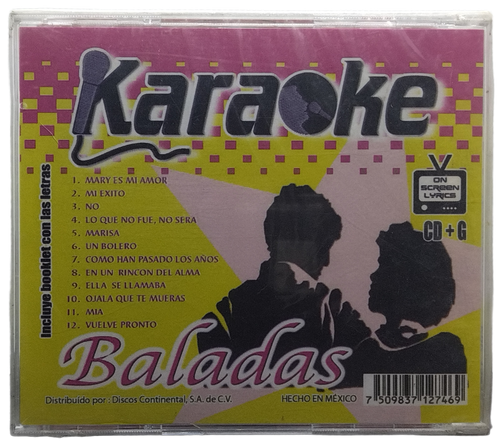 Karaoke
Incluye booklet con las letras
1. MARY ES MI AMOR
2. MI EXITO
3. NO
4. LO QUE NO FUE, NO SERA
5. MARISA
6. UN BOLERO
7. COMO HAN PASADO LOS AÑOS
8. EN UN RINCON DEL ALMA
9. ELLA SE LLAMABA
10. OJALA QUE TE MUERAS
11. MIA
12. VUELVE PRONTO
ON
SCREEN
LYRICS
CD + G
Baladas
Distribuído por : Discos Continental, S.A. de C.V.
HECHO EN MÉXICO
7 509837 127469